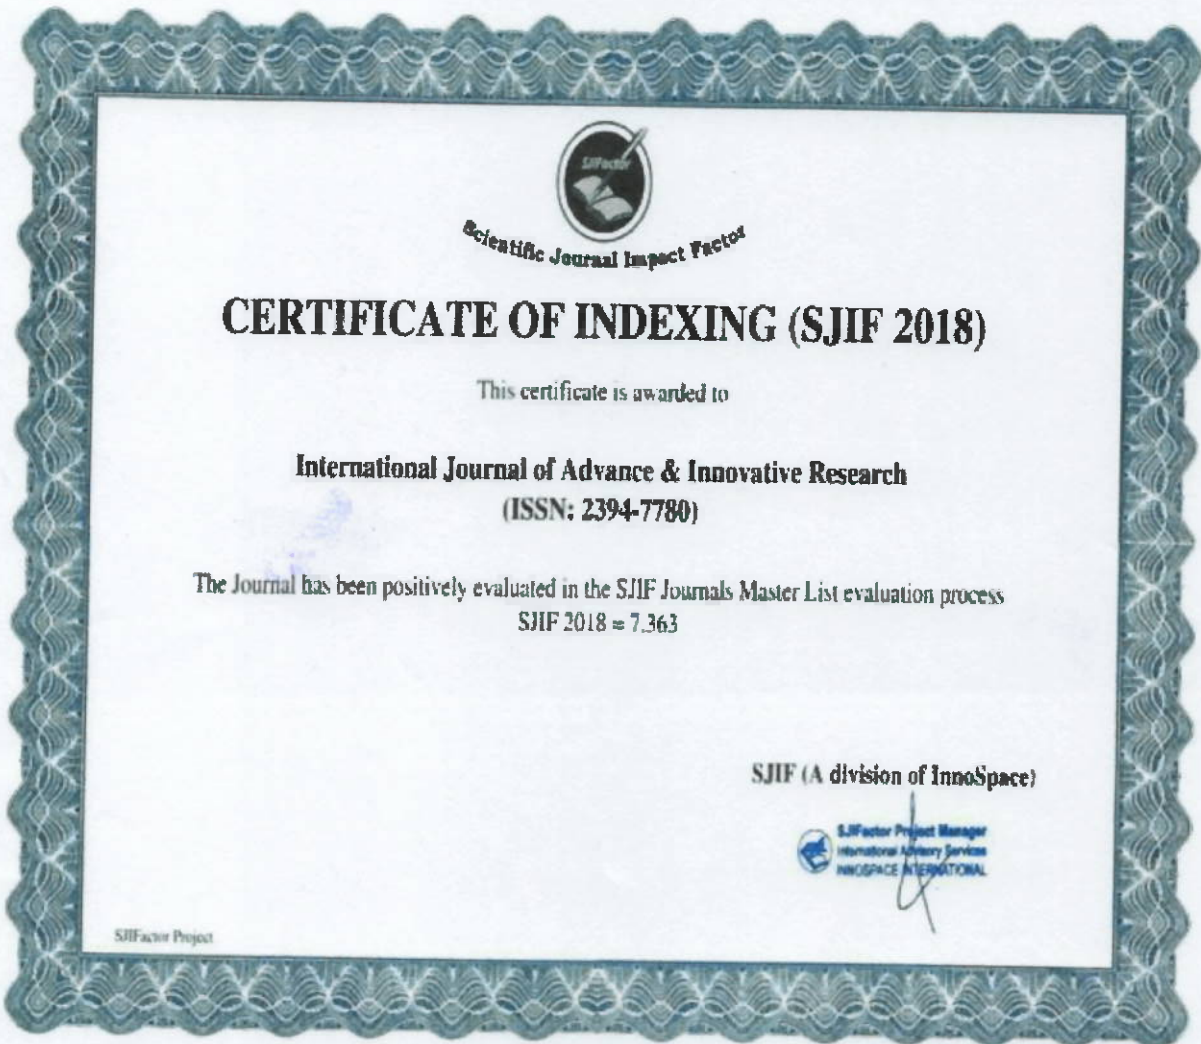 SJIFactor
Scientific Journal Impact Factor
CERTIFICATE OF INDEXING (SJIF 2018)
This certificate is awarded to
International Journal of Advance & Innovative Research
(ISSN: 2394-7780)
The Journal has been positively evaluated in the SJIF Journals Master List evaluation process
SJIF 2018 = 7.363
SJIF (A division of InnoSpace)
SJIFactor Project Manager
International Advisory Services
INNOSPACE INTERNATIONAL
SJIFactor Project